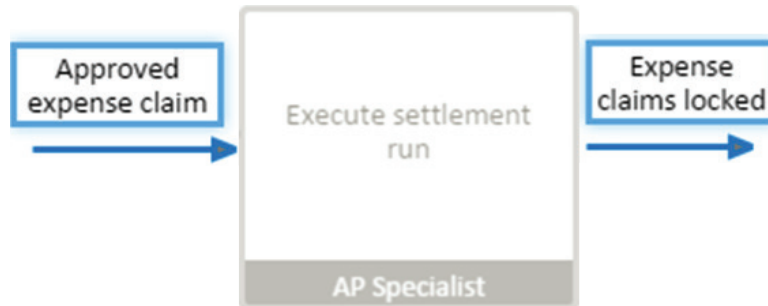 Approved
expense claim
Execute settlement
run
AP Specialist
Expense
claims locked